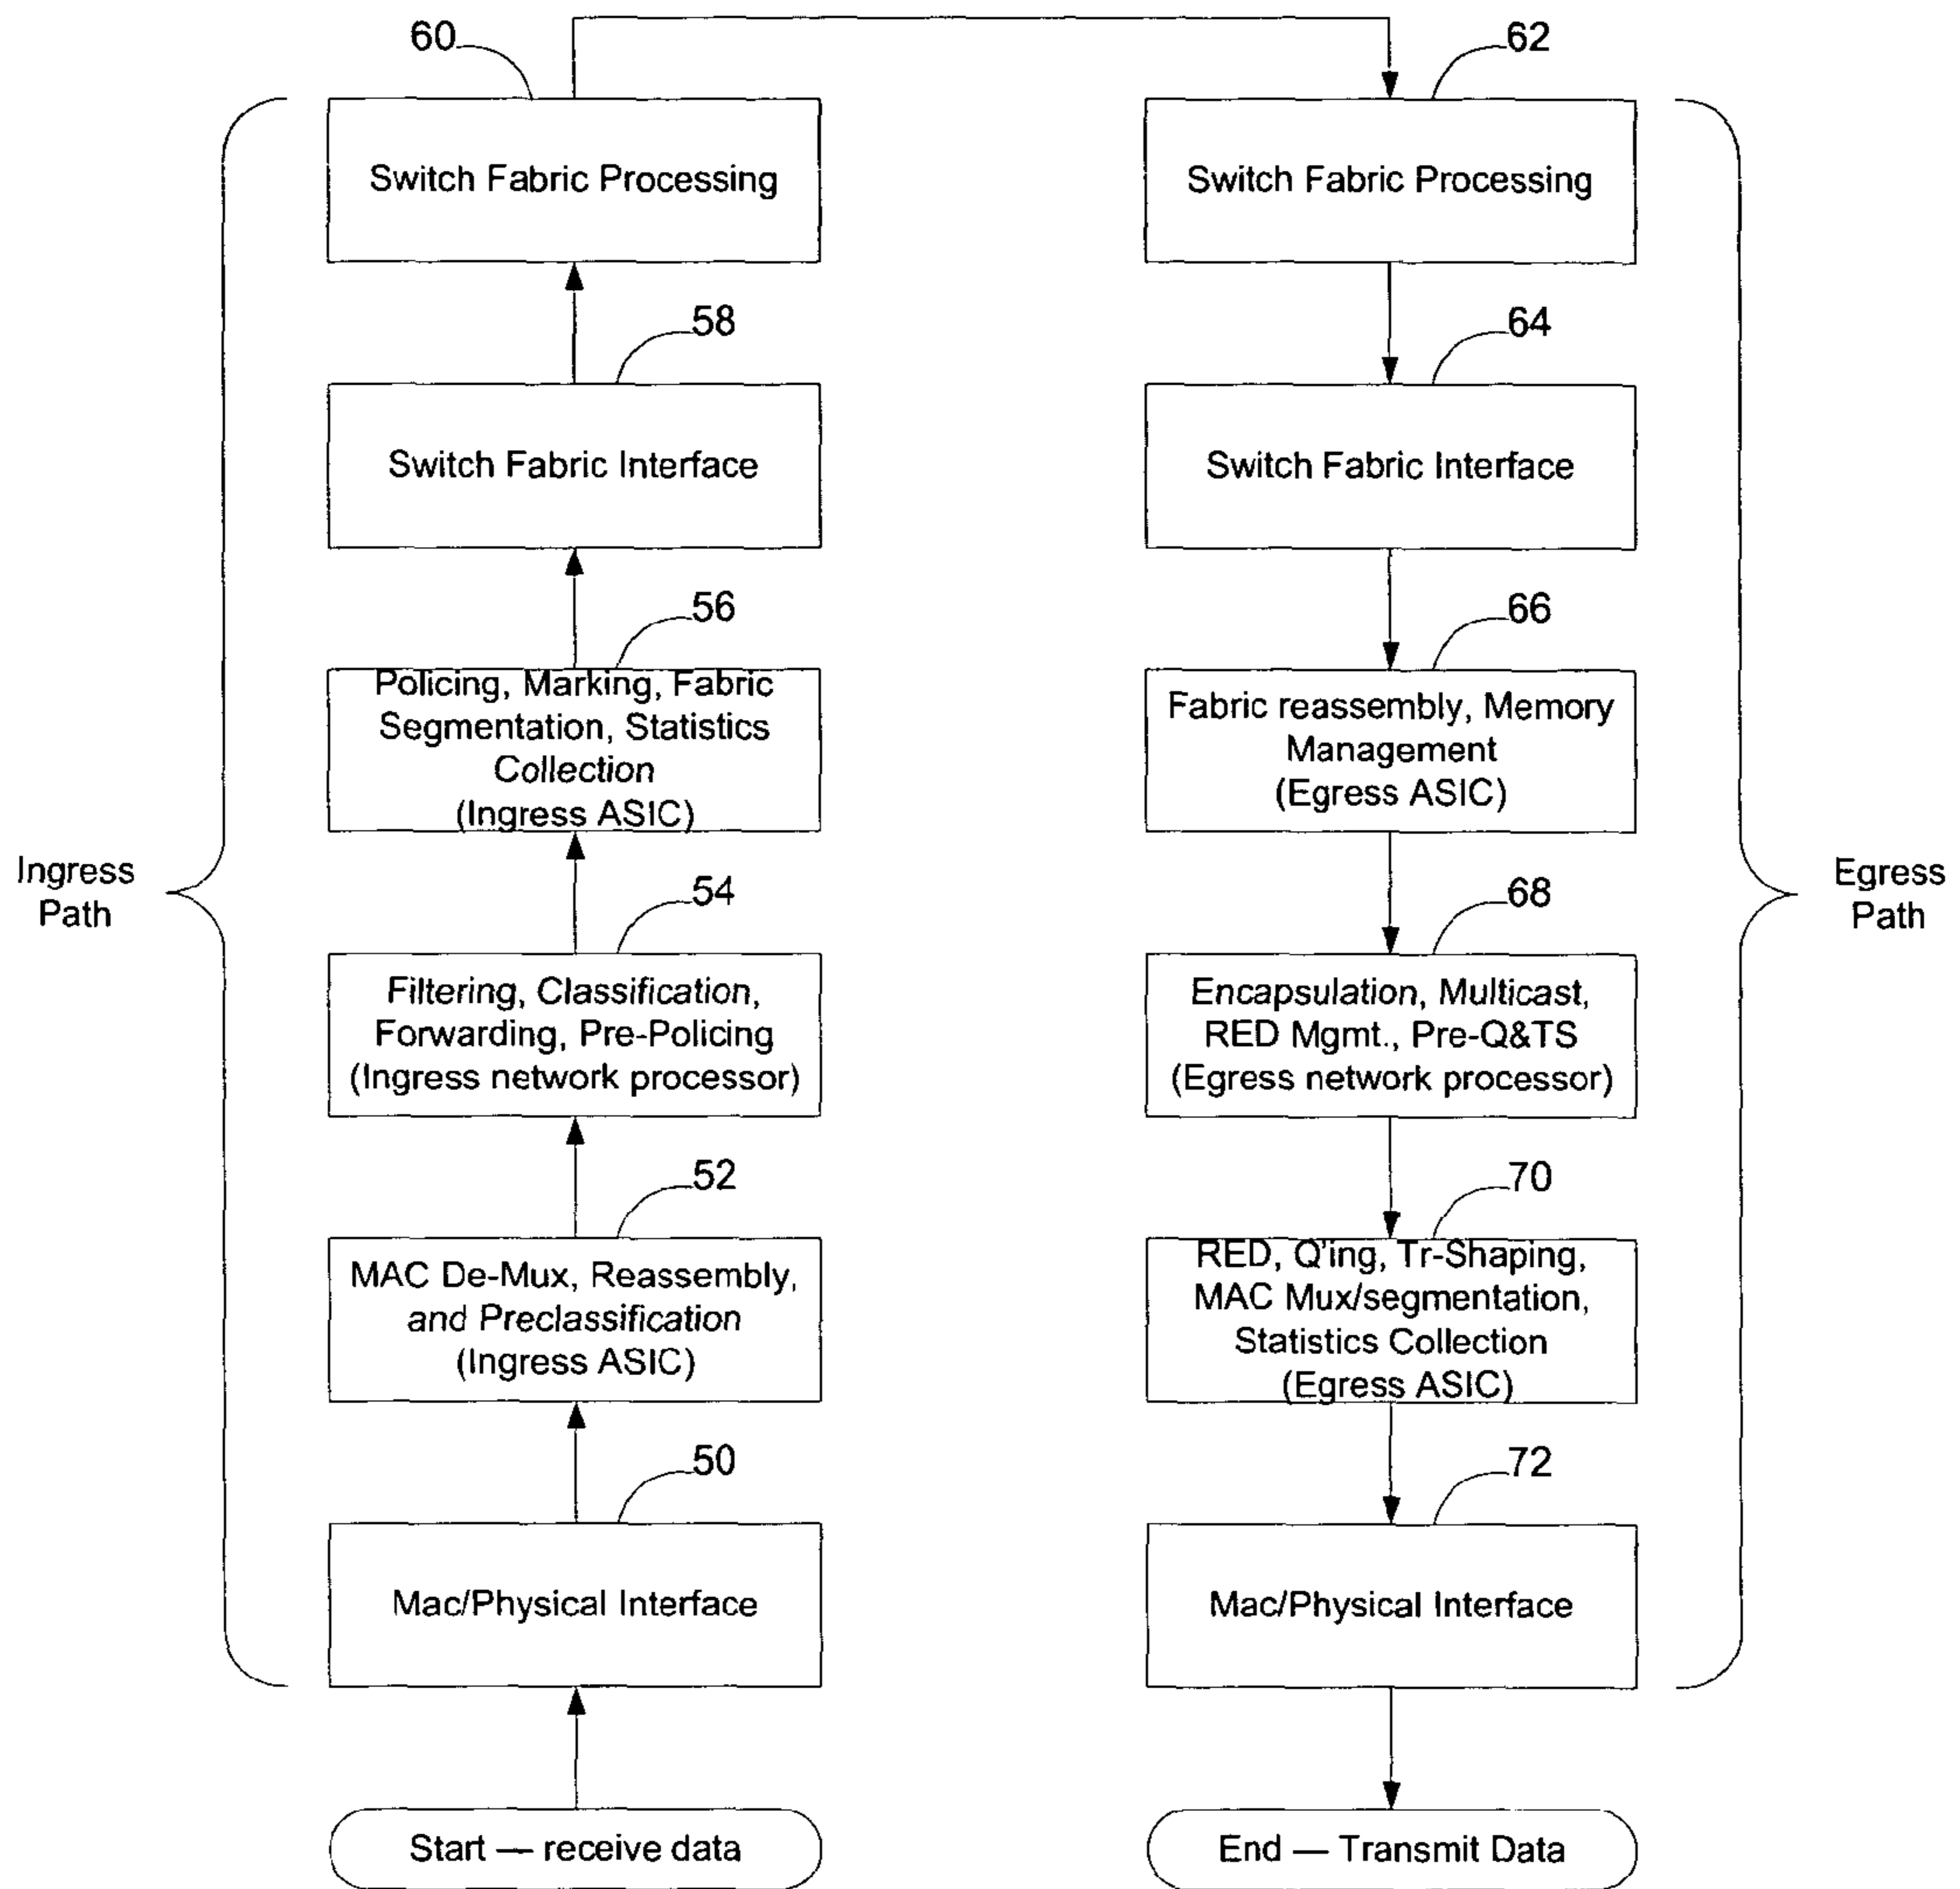 60
62
Switch Fabric Processing
Switch Fabric Processing
58
64
Switch Fabric Interface
Switch Fabric Interface
56
66
Policing, Marking, Fabric
Segmentation, Statistics
Collection
(Ingress ASIC)
Fabric reassembly, Memory
Management
(Egress ASIC)
Ingress
Path
Egress
Path
54
68
Filtering, Classification,
Forwarding, Pre-Policing
(Ingress network processor)
Encapsulation, Multicast,
RED Mgmt., Pre-Q&TS
(Egress network processor)
52
70
MAC De-Mux, Reassembly,
and Preclassification
(Ingress ASIC)
RED, Q'ing, Tr-Shaping,
MAC Mux/segmentation,
Statistics Collection
(Egress ASIC)
50
72
Mac/Physical Interface
Mac/Physical Interface
Start — receive data
End — Transmit Data